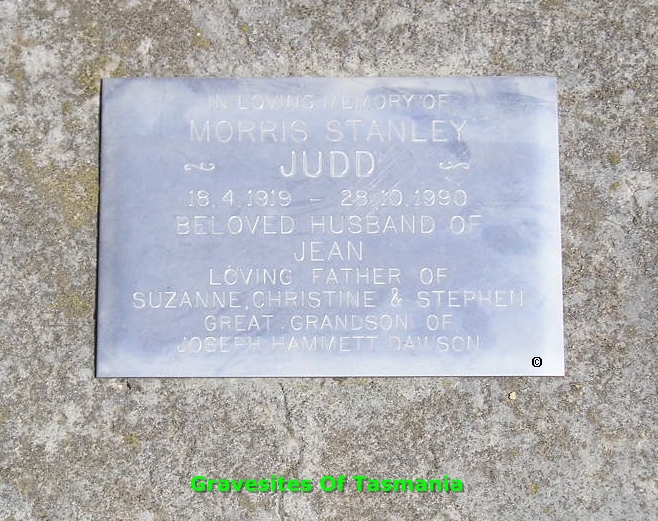 IN LOVING MEMORY OF
MORRIS STANLEY
JUDD
18.4.1919 - 28.10.1990
BELOVED HUSBAND OF
JEAN
LOVING FATHER OF
SUZANNE, CHRISTINE & STEPHEN
GREAT GRANDSON OF
JOSEPH HAMMETT DAWSON
©
Gravesites Of Tasmania